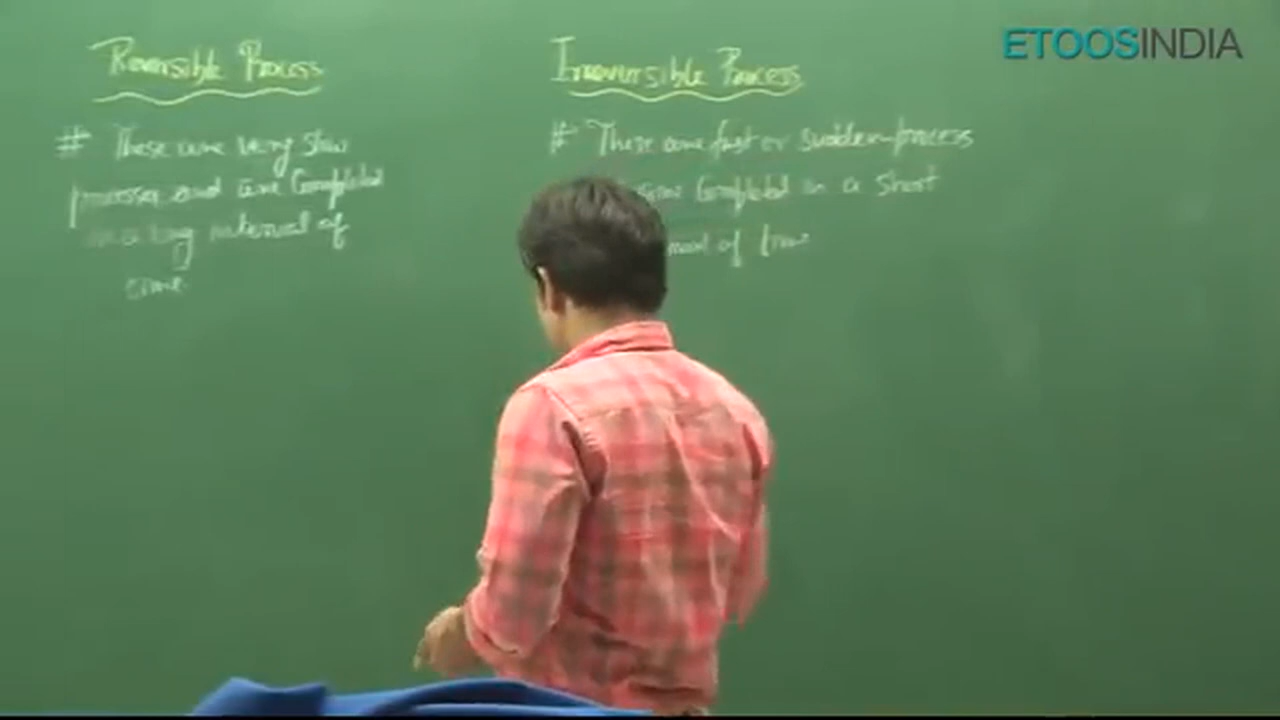 ETOOSINDIA
Reversible Process
# These are very slow
processes and are Completed
in a long interval of
time
Irreversible Process
# These are fast or sudden process
are Completed in a short
of time